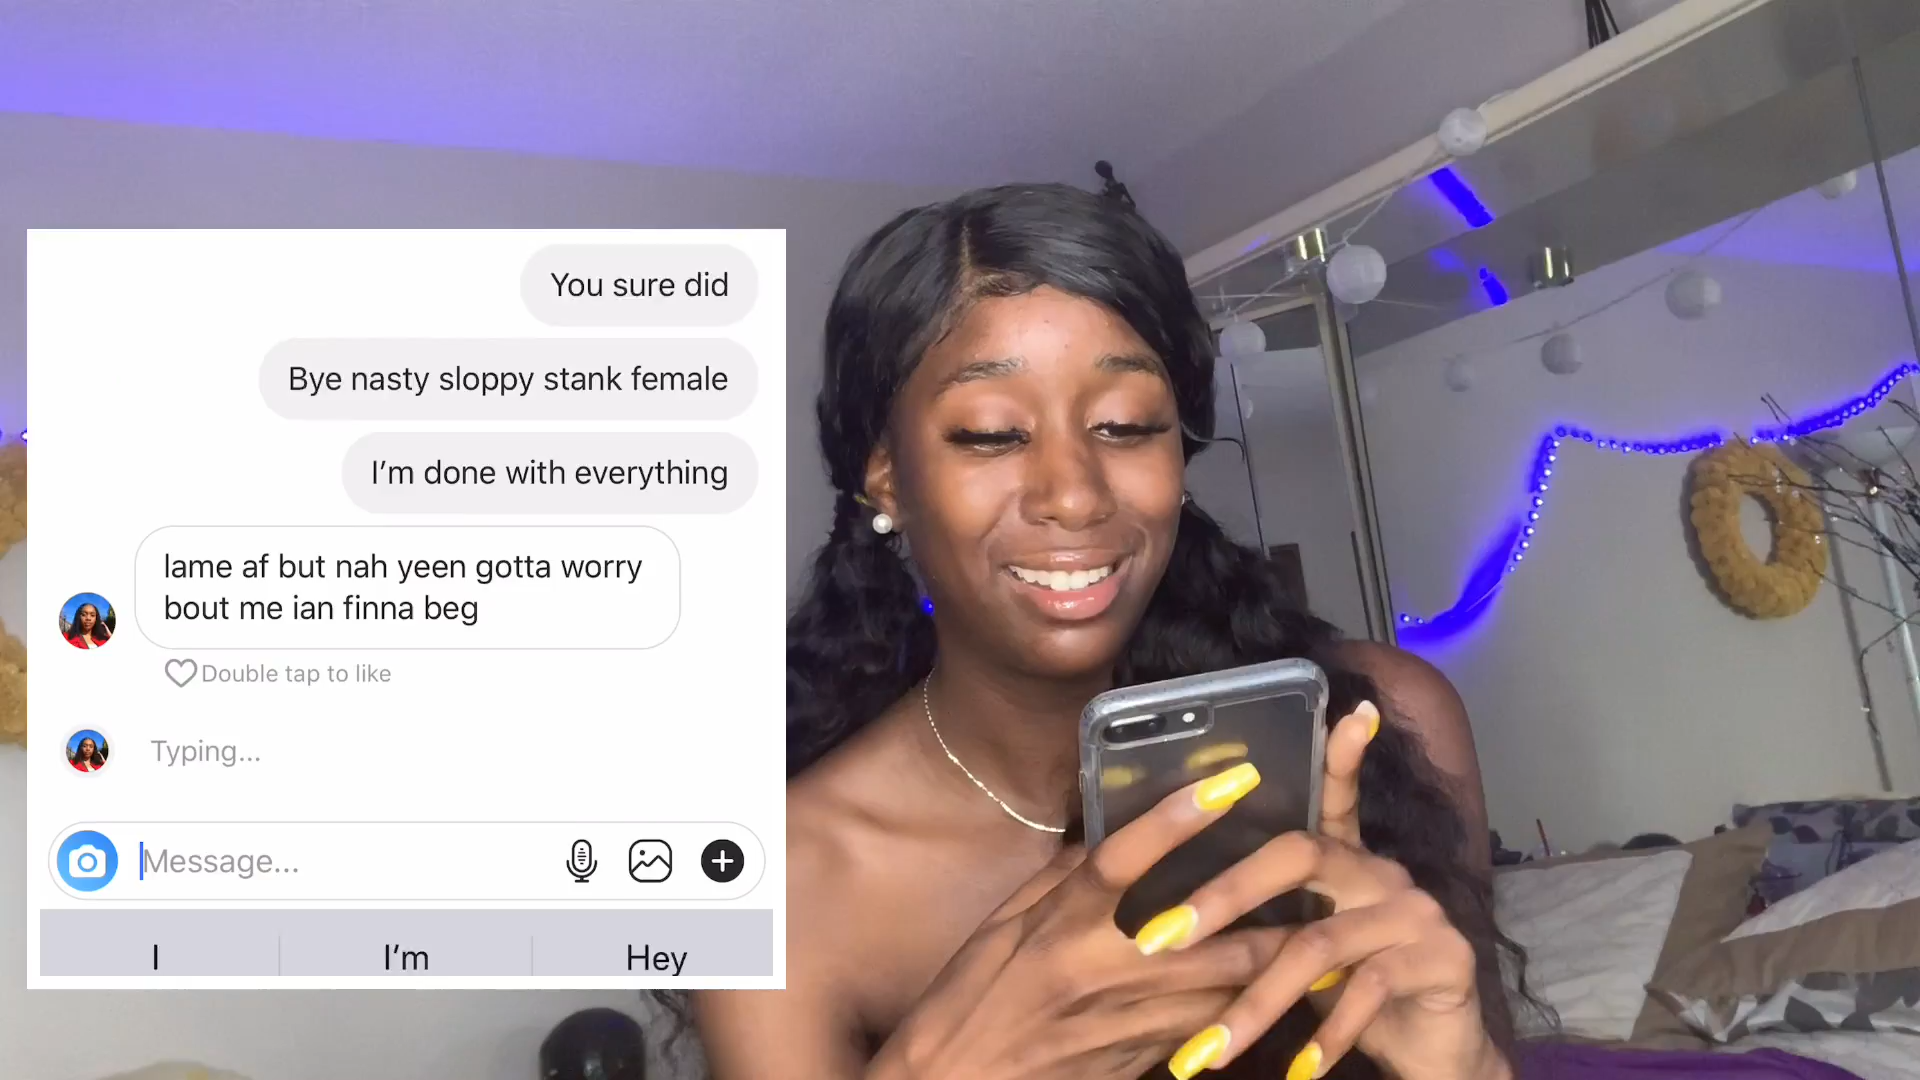 You sure did
Bye nasty sloppy stank female
I’m done with everything
lame af but nah yeen gotta worry
bout me ian finna beg
Double tap to like
Typing...
Message...
I
I’m
Hey